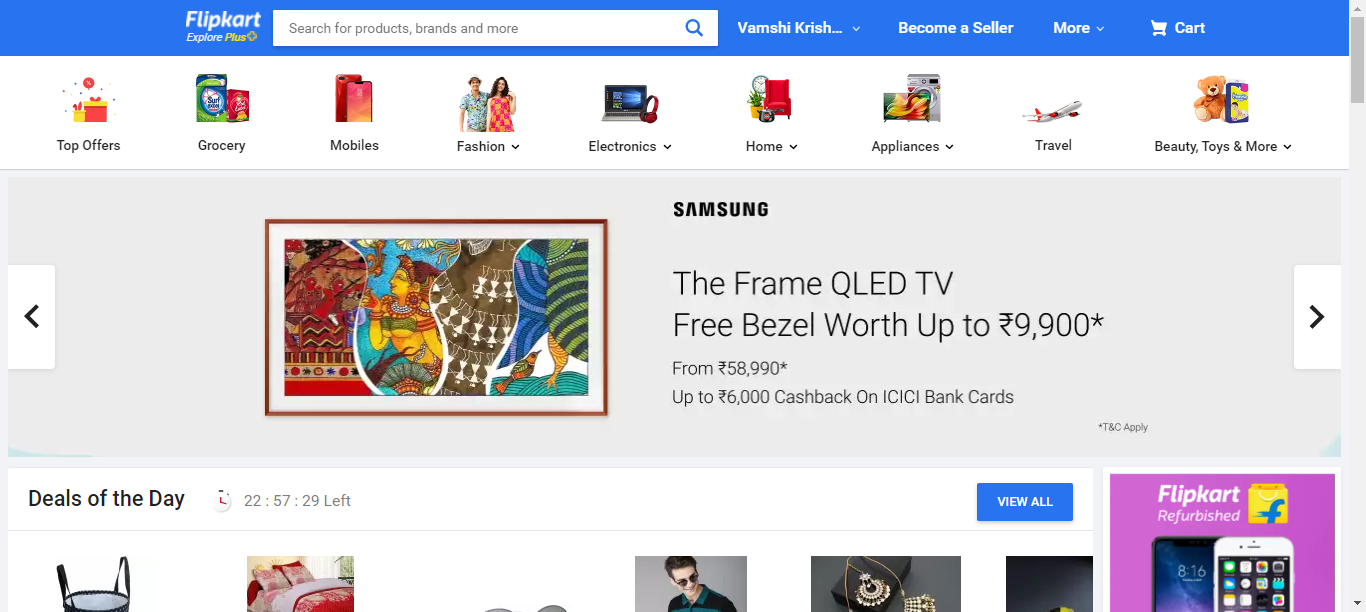 Flipkart
Explore Plus
Search for products, brands and more
Vamshi Krish...
Become a Seller
More
Cart
Top Offers
Grocery
Mobiles
Fashion
Electronics
Home
Appliances
Travel
Beauty, Toys & More
SAMSUNG
The Frame QLED TV
Free Bezel Worth Up to ₹9,900*
From ₹58,990*
Up to ₹6,000 Cashback On ICICI Bank Cards
*T&C Apply
Deals of the Day
22 : 57 : 29 Left
VIEW ALL
Flipkart
Refurbished
8:16